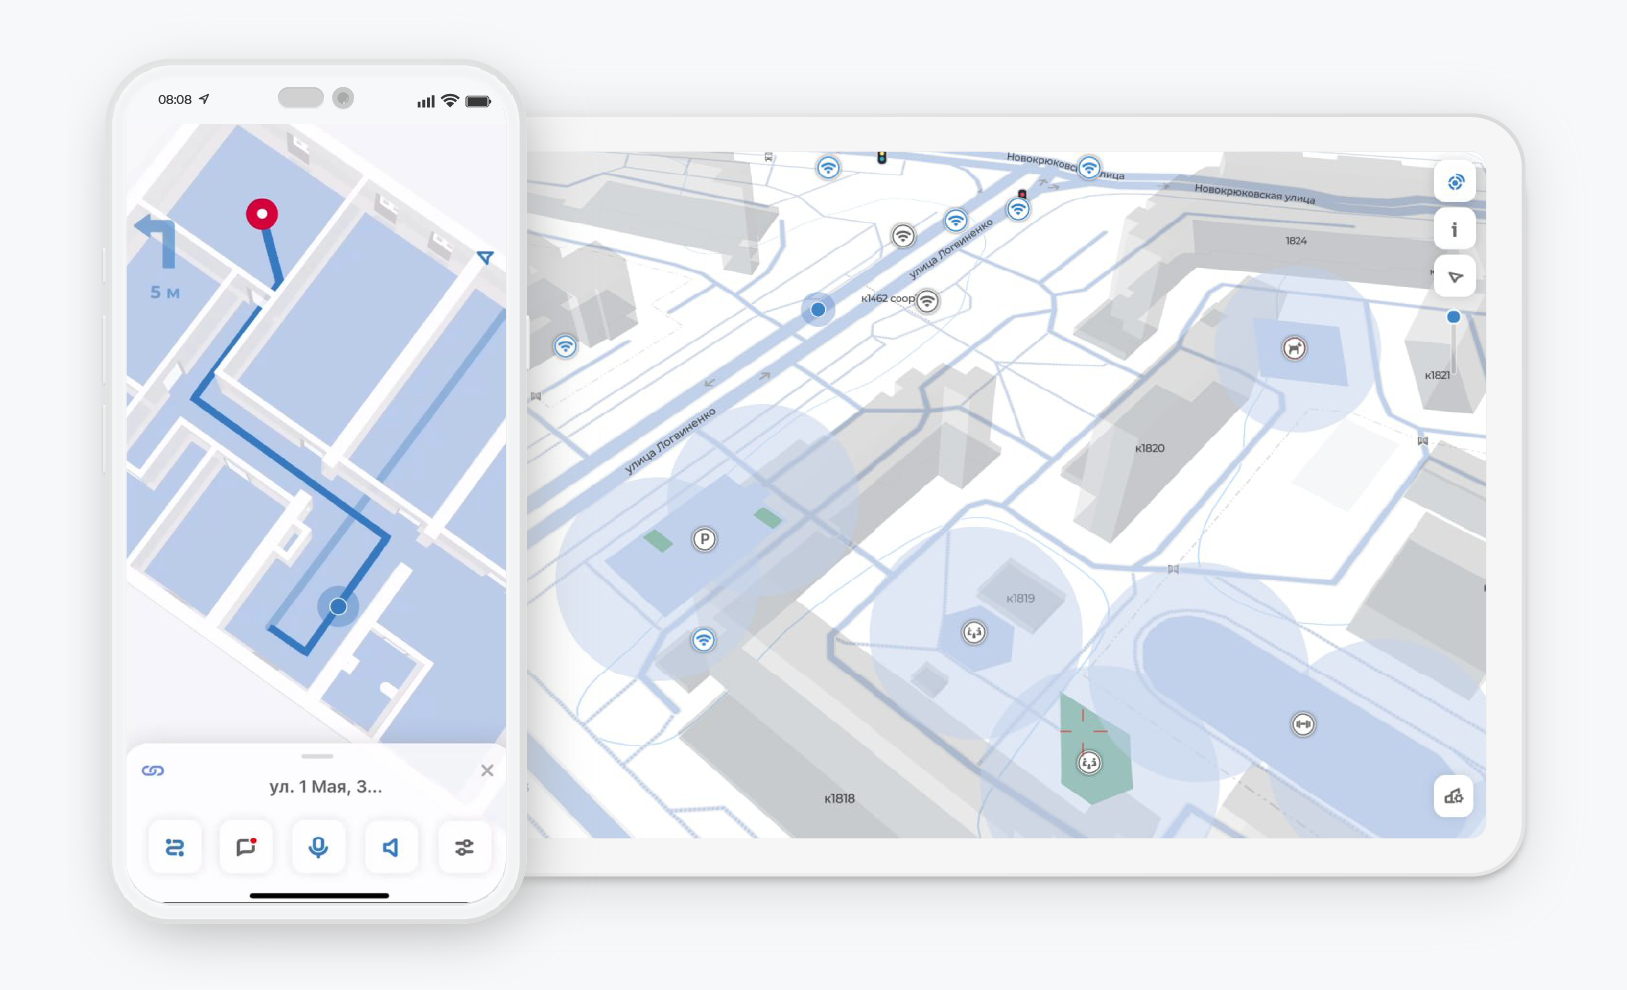 08:08
5 м
ул. 1 Мая, 3...
Новокрюковская улица
Новокрюковская улица
1824
улица Логвиненко
к1462 соор
к1821
улица Логвиненко
к1820
P
к1819
к1818